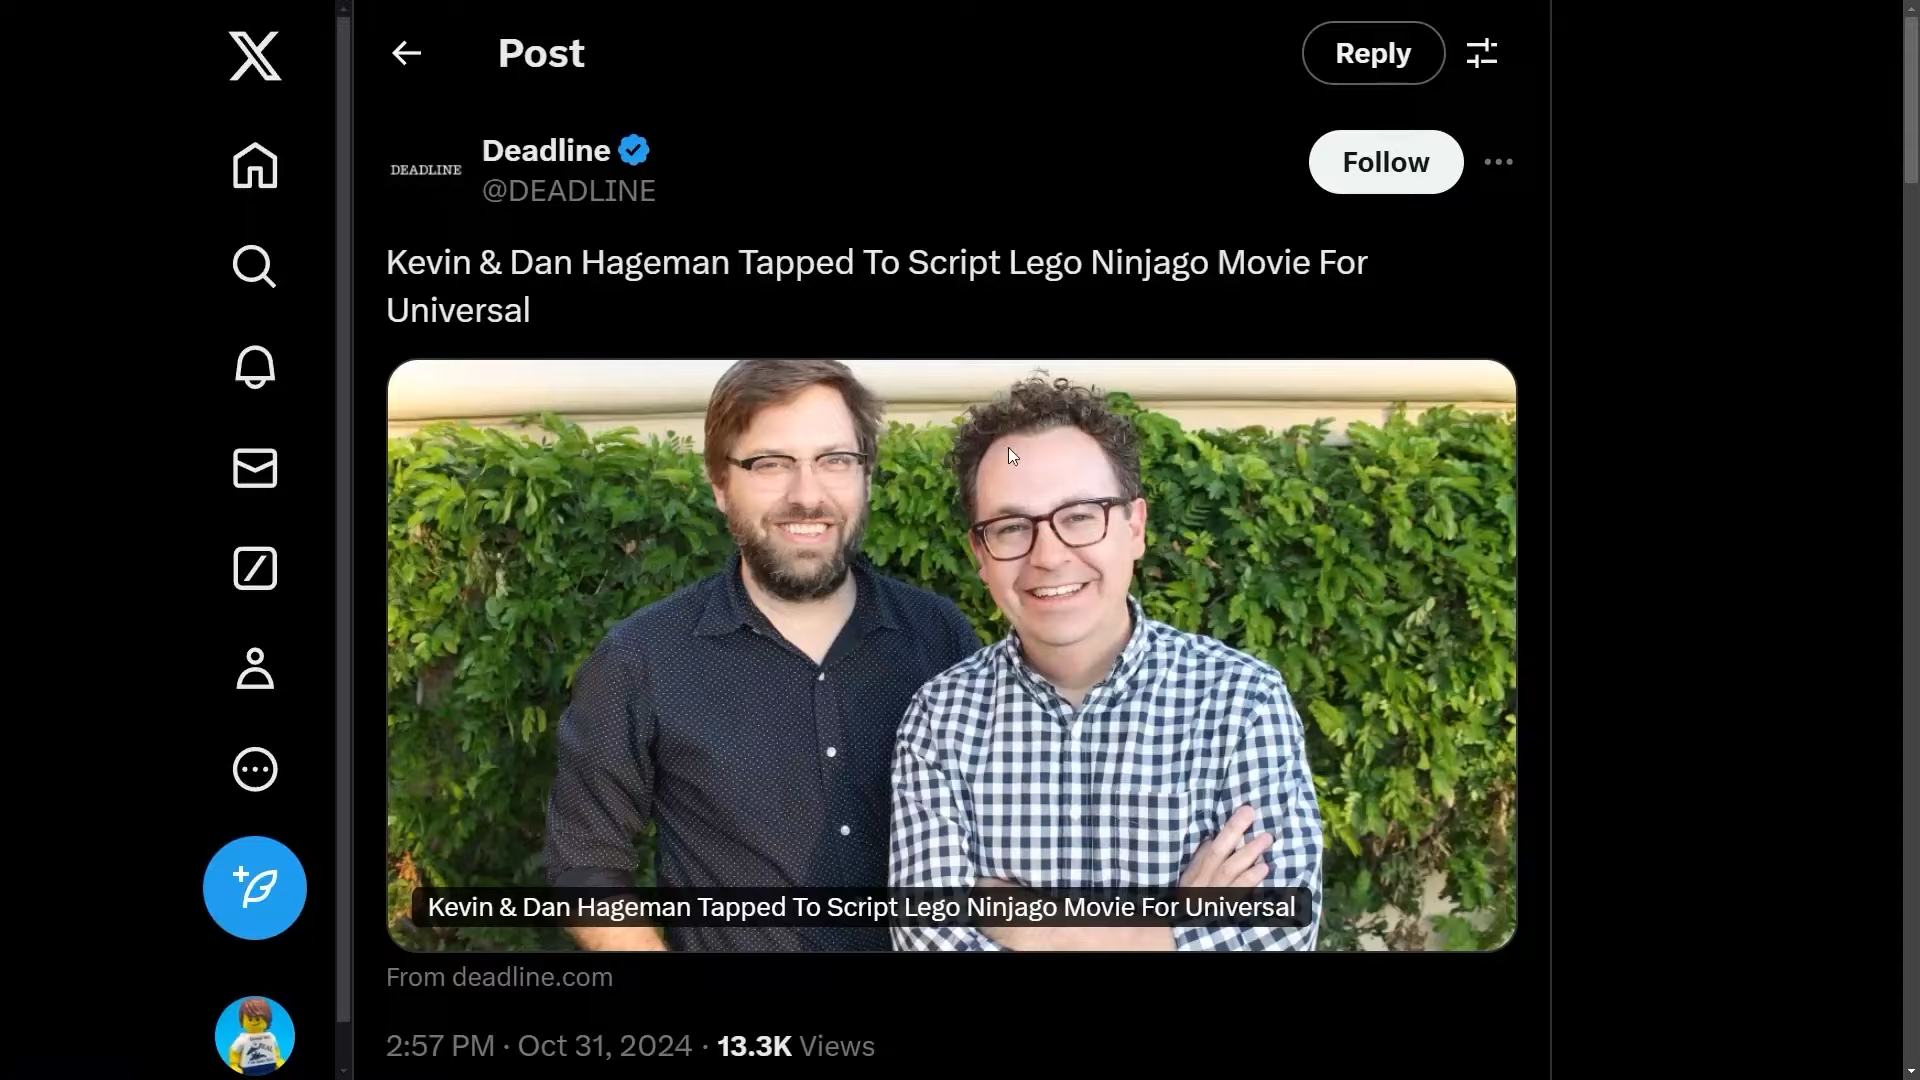 Post
Reply
DEADLINE
Deadline
@DEADLINE
Follow
Kevin & Dan Hageman Tapped To Script Lego Ninjago Movie For
Universal
Kevin & Dan Hageman Tapped To Script Lego Ninjago Movie For Universal
From deadline.com
2:57 PM · Oct 31, 2024 · 13.3K Views